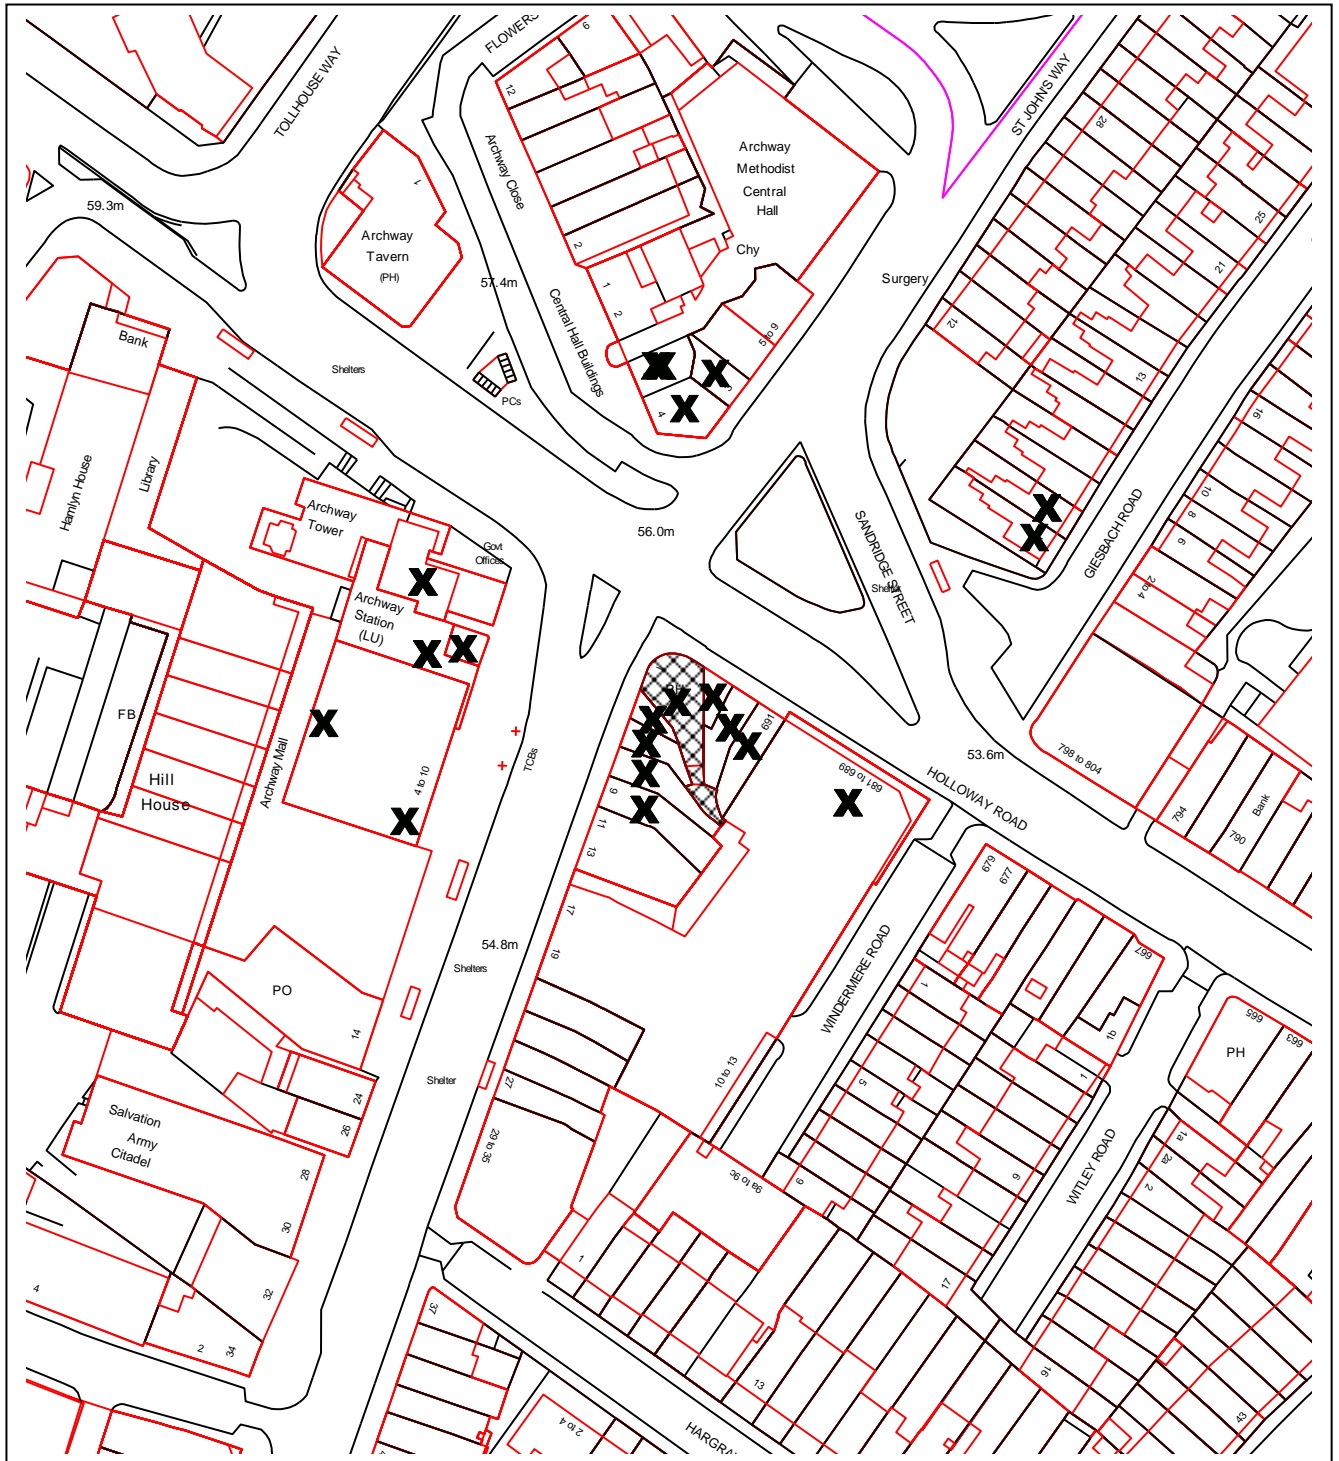 TOLLHOUSE WAY
FLOWERS
6
12
Archway Close
Archway
Methodist
Central
Hall
Chy
ST JOHN'S WAY
28
25
21
Surgery
12
13
16
10
8
6
2 to 4
GIESBACH ROAD
59.3m
1
Archway
Tavern
(PH)
57.4m
2
1
2
Central Hall Buildings
5 to 9
3
4
X
X
X
X
Bank
Shelters
PCs
Hamlyn House
Library
Archway
Tower
Govt
Offices
56.0m
SANDRIDGE STREET
Shelter
X
X
X
Archway
Station
(LU)
X
X
X
X
4 to 10
FB
Hill
House
Archway Mall
TCBs
X
X
X
X
X
X
X
X
X
691
9
11
13
17
19
681 to 689
X
53.6m
HOLLOWAY ROAD
798 to 804
794
790
Bank
54.8m
Shelters
PO
14
Shelter
24
26
27
29 to 35
10 to 13
WINDERMERE ROAD
679
677
667
1
5
9
9a to 9c
1b
1
6
17
665
663
PH
1a
2a
2
WITLEY ROAD
Salvation
Army
Citadel
28
30
32
34
2
4
37
1
13
16
43
2 to 4
HARGRA